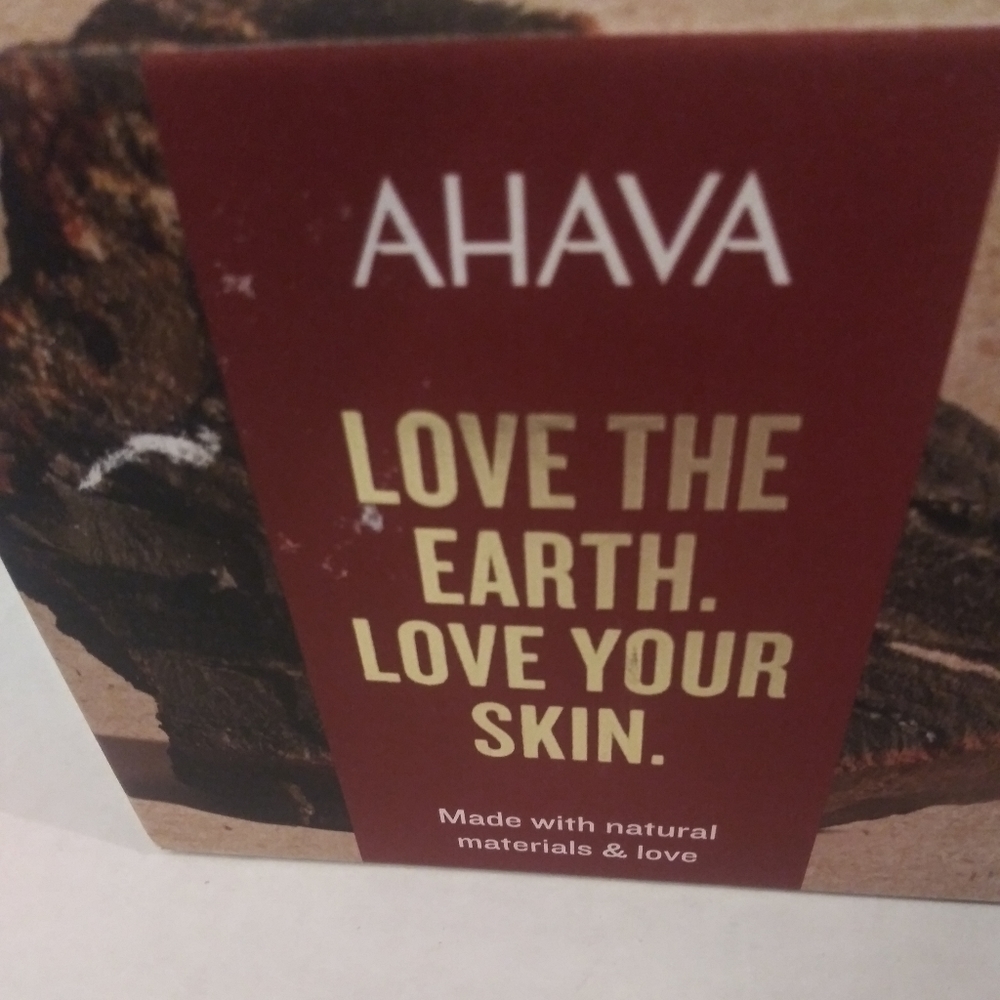 AHAVA
LOVE THE
EARTH.
LOVE YOUR
SKIN.
Made with natural
materials & love